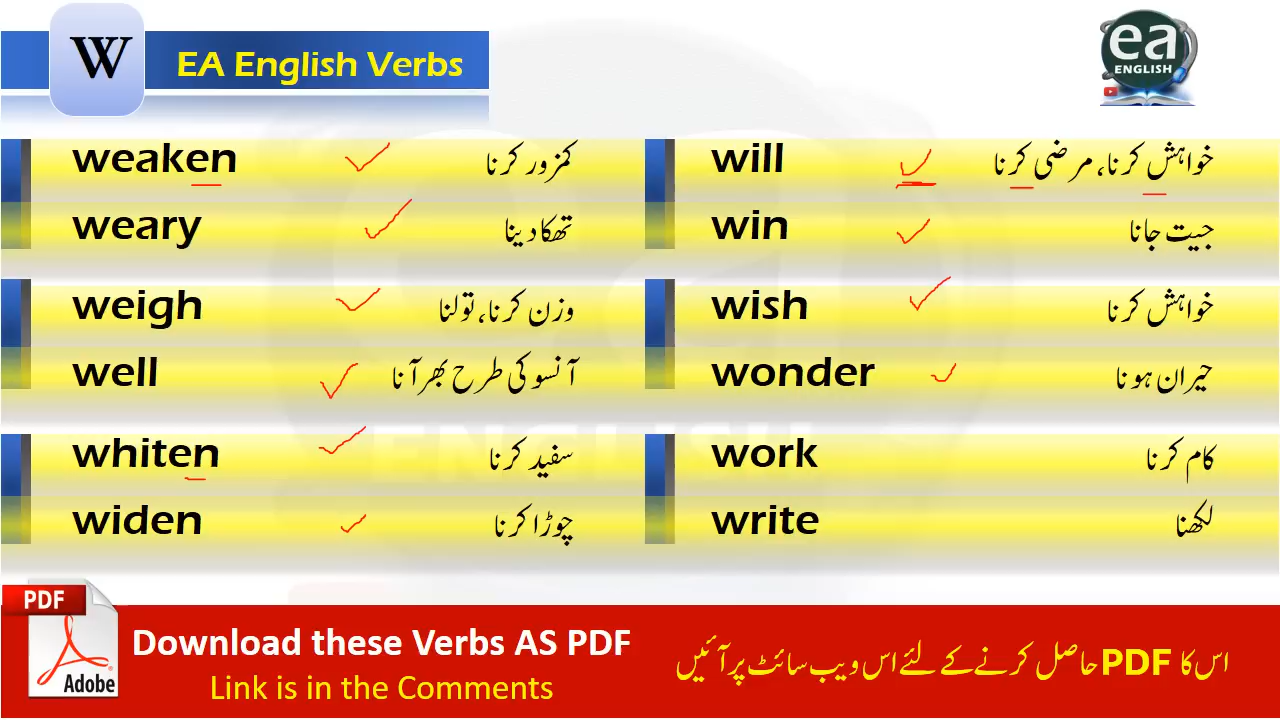 W
EA English Verbs
ea
ENGLISH
weaken کمزور کرنا
weary تھکا دینا
weigh وزن کرنا، تولنا
well آنسو کی طرح بھر آنا
whiten سفید کرنا
widen چوڑا کرنا
will خواہش کرنا، مرضی کرنا
win جیت جانا
wish خواہش کرنا
wonder حیران ہونا
work کام کرنا
write لکھنا
PDF
Adobe
Download these Verbs AS PDF
Link is in the Comments
اس کا PDF حاصل کرنے کے لئے اس ویب سائٹ پر آئیں